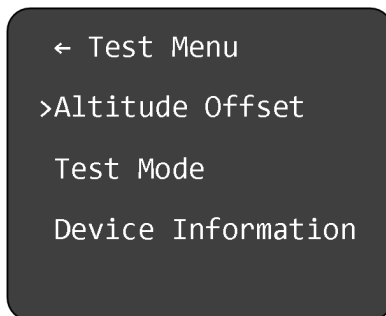 ← Test Menu
>Altitude Offset
Test Mode
Device Information